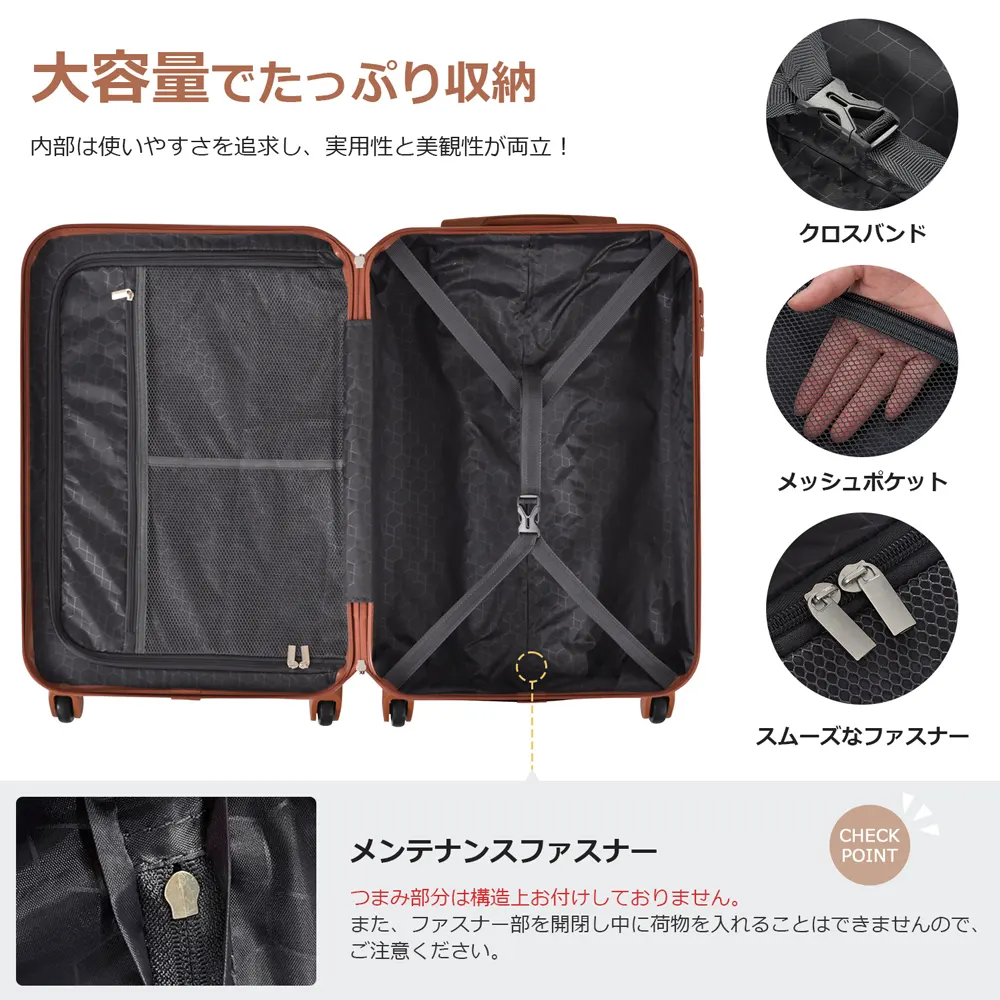 大容量でたっぷり収納
内部は使いやすさを追求し、実用性と美観性が両立！
クロスバンド
メッシュポケット
スムーズなファスナー
メンテナンスファスナー
CHECK
POINT
つまみ部分は構造上お付けしておりません。
また、ファスナー部を開閉し中に荷物を入れることはできませんので、
ご注意ください。